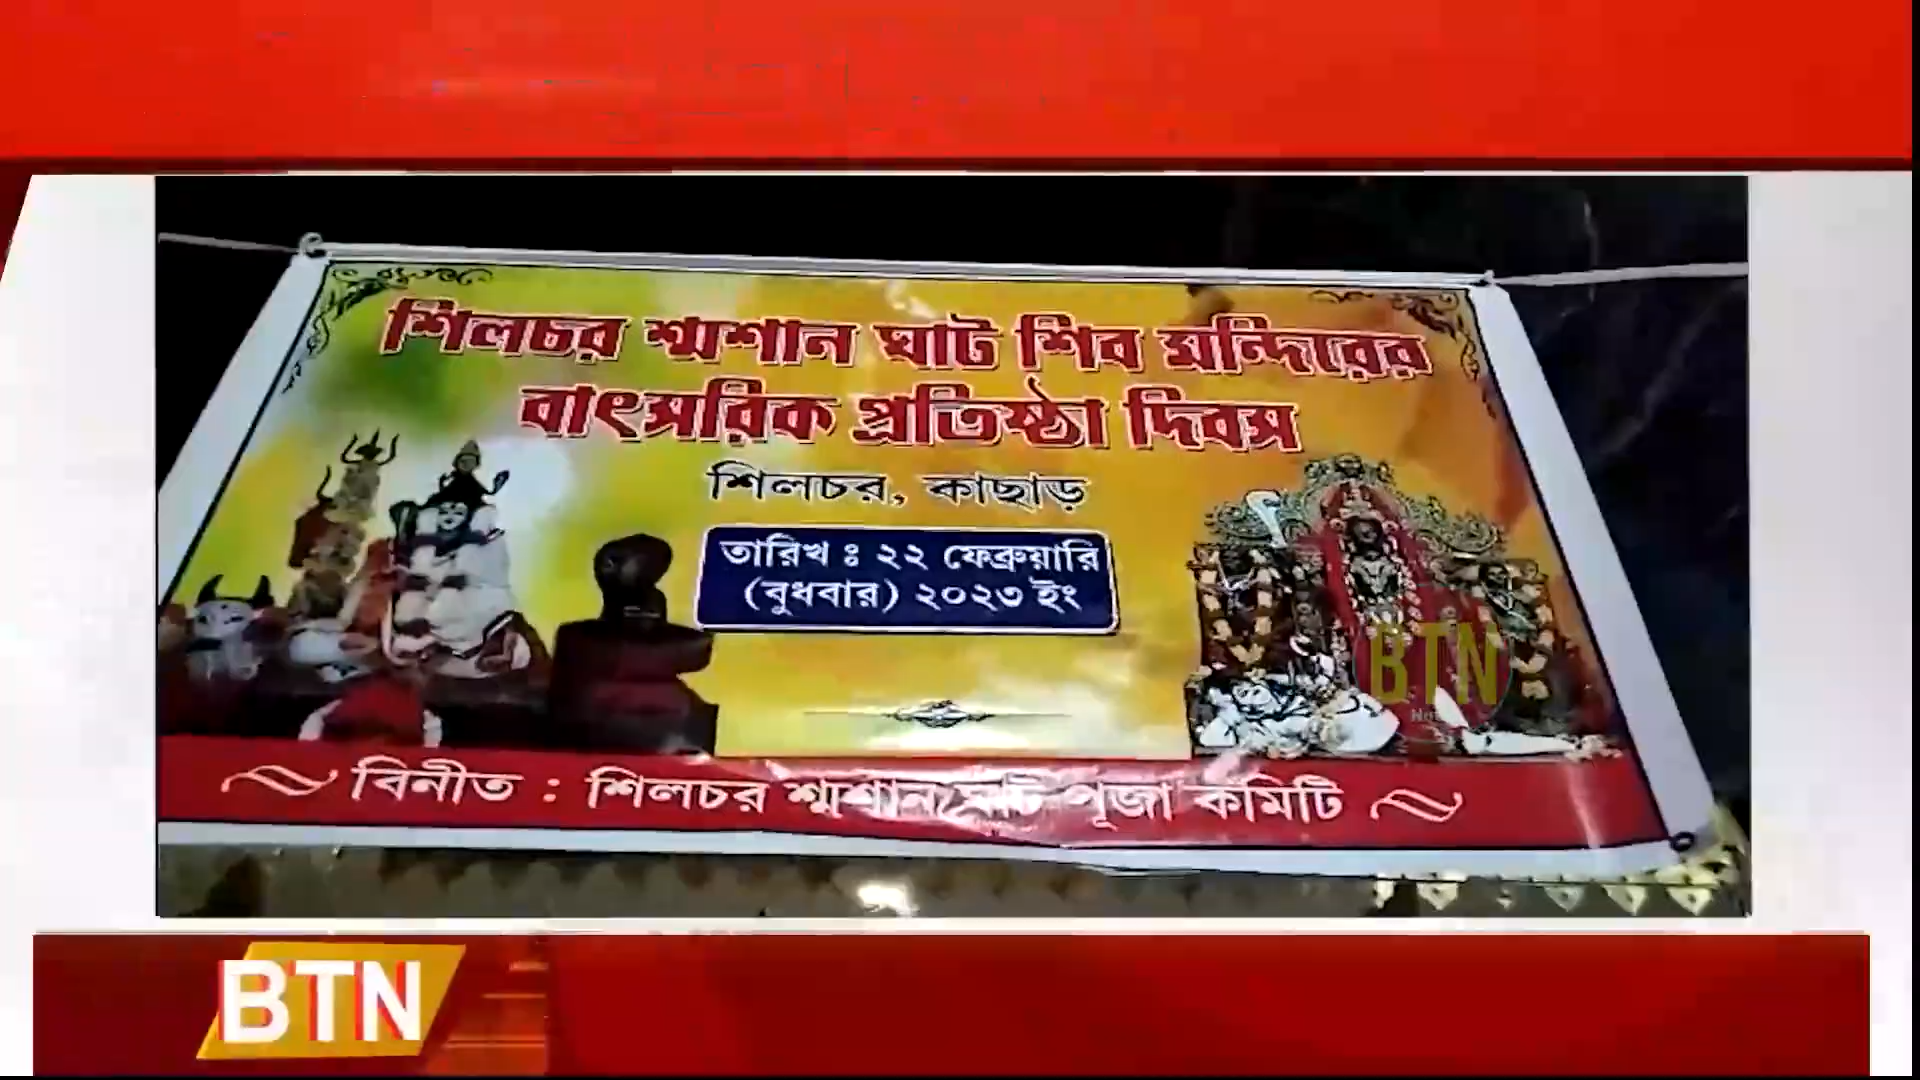 শিলচর শ্মশান ঘাট শিব মন্দিরের
বাৎসরিক প্রতিষ্ঠা দিবস
শিলচর, কাছাড়
তারিখ ঃ ২২ ফেব্রুয়ারি
(বুধবার) ২০২৩ ইং
BTN
বিনীত : শিলচর শ্মশান ঘাট পূজা কমিটি
BTN